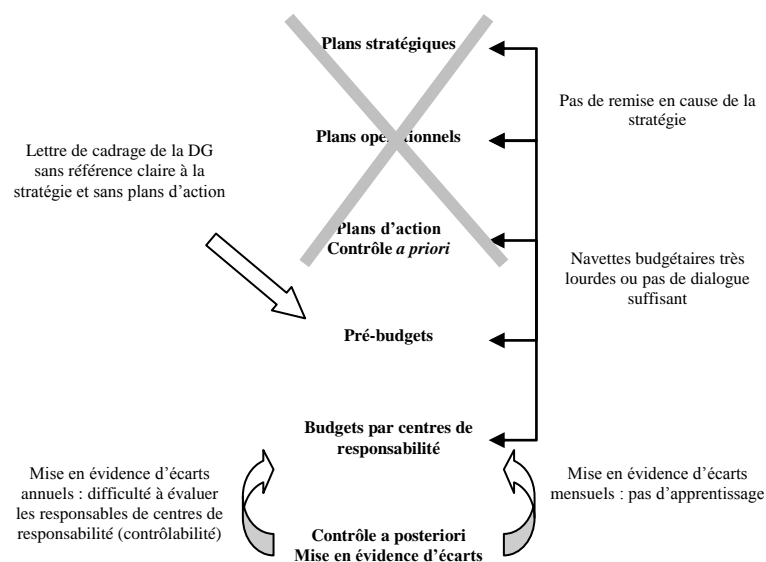 Plans stratégiques
Pas de remise en cause de la
stratégie
Plans opérationnels
Lettre de cadrage de la DG
sans référence claire à la
stratégie et sans plans d'action
Plans d'action
Contrôle a priori
Navettes budgétaires très
lourdes ou pas de dialogue
suffisant
Pré-budgets
Budgets par centres de
responsabilité
Mise en évidence d'écarts
annuels : difficulté à évaluer
les responsables de centres de
responsabilité (contrôlabilité)
Mise en évidence d'écarts
mensuels : pas d'apprentissage
Contrôle a posteriori
Mise en évidence d'écarts